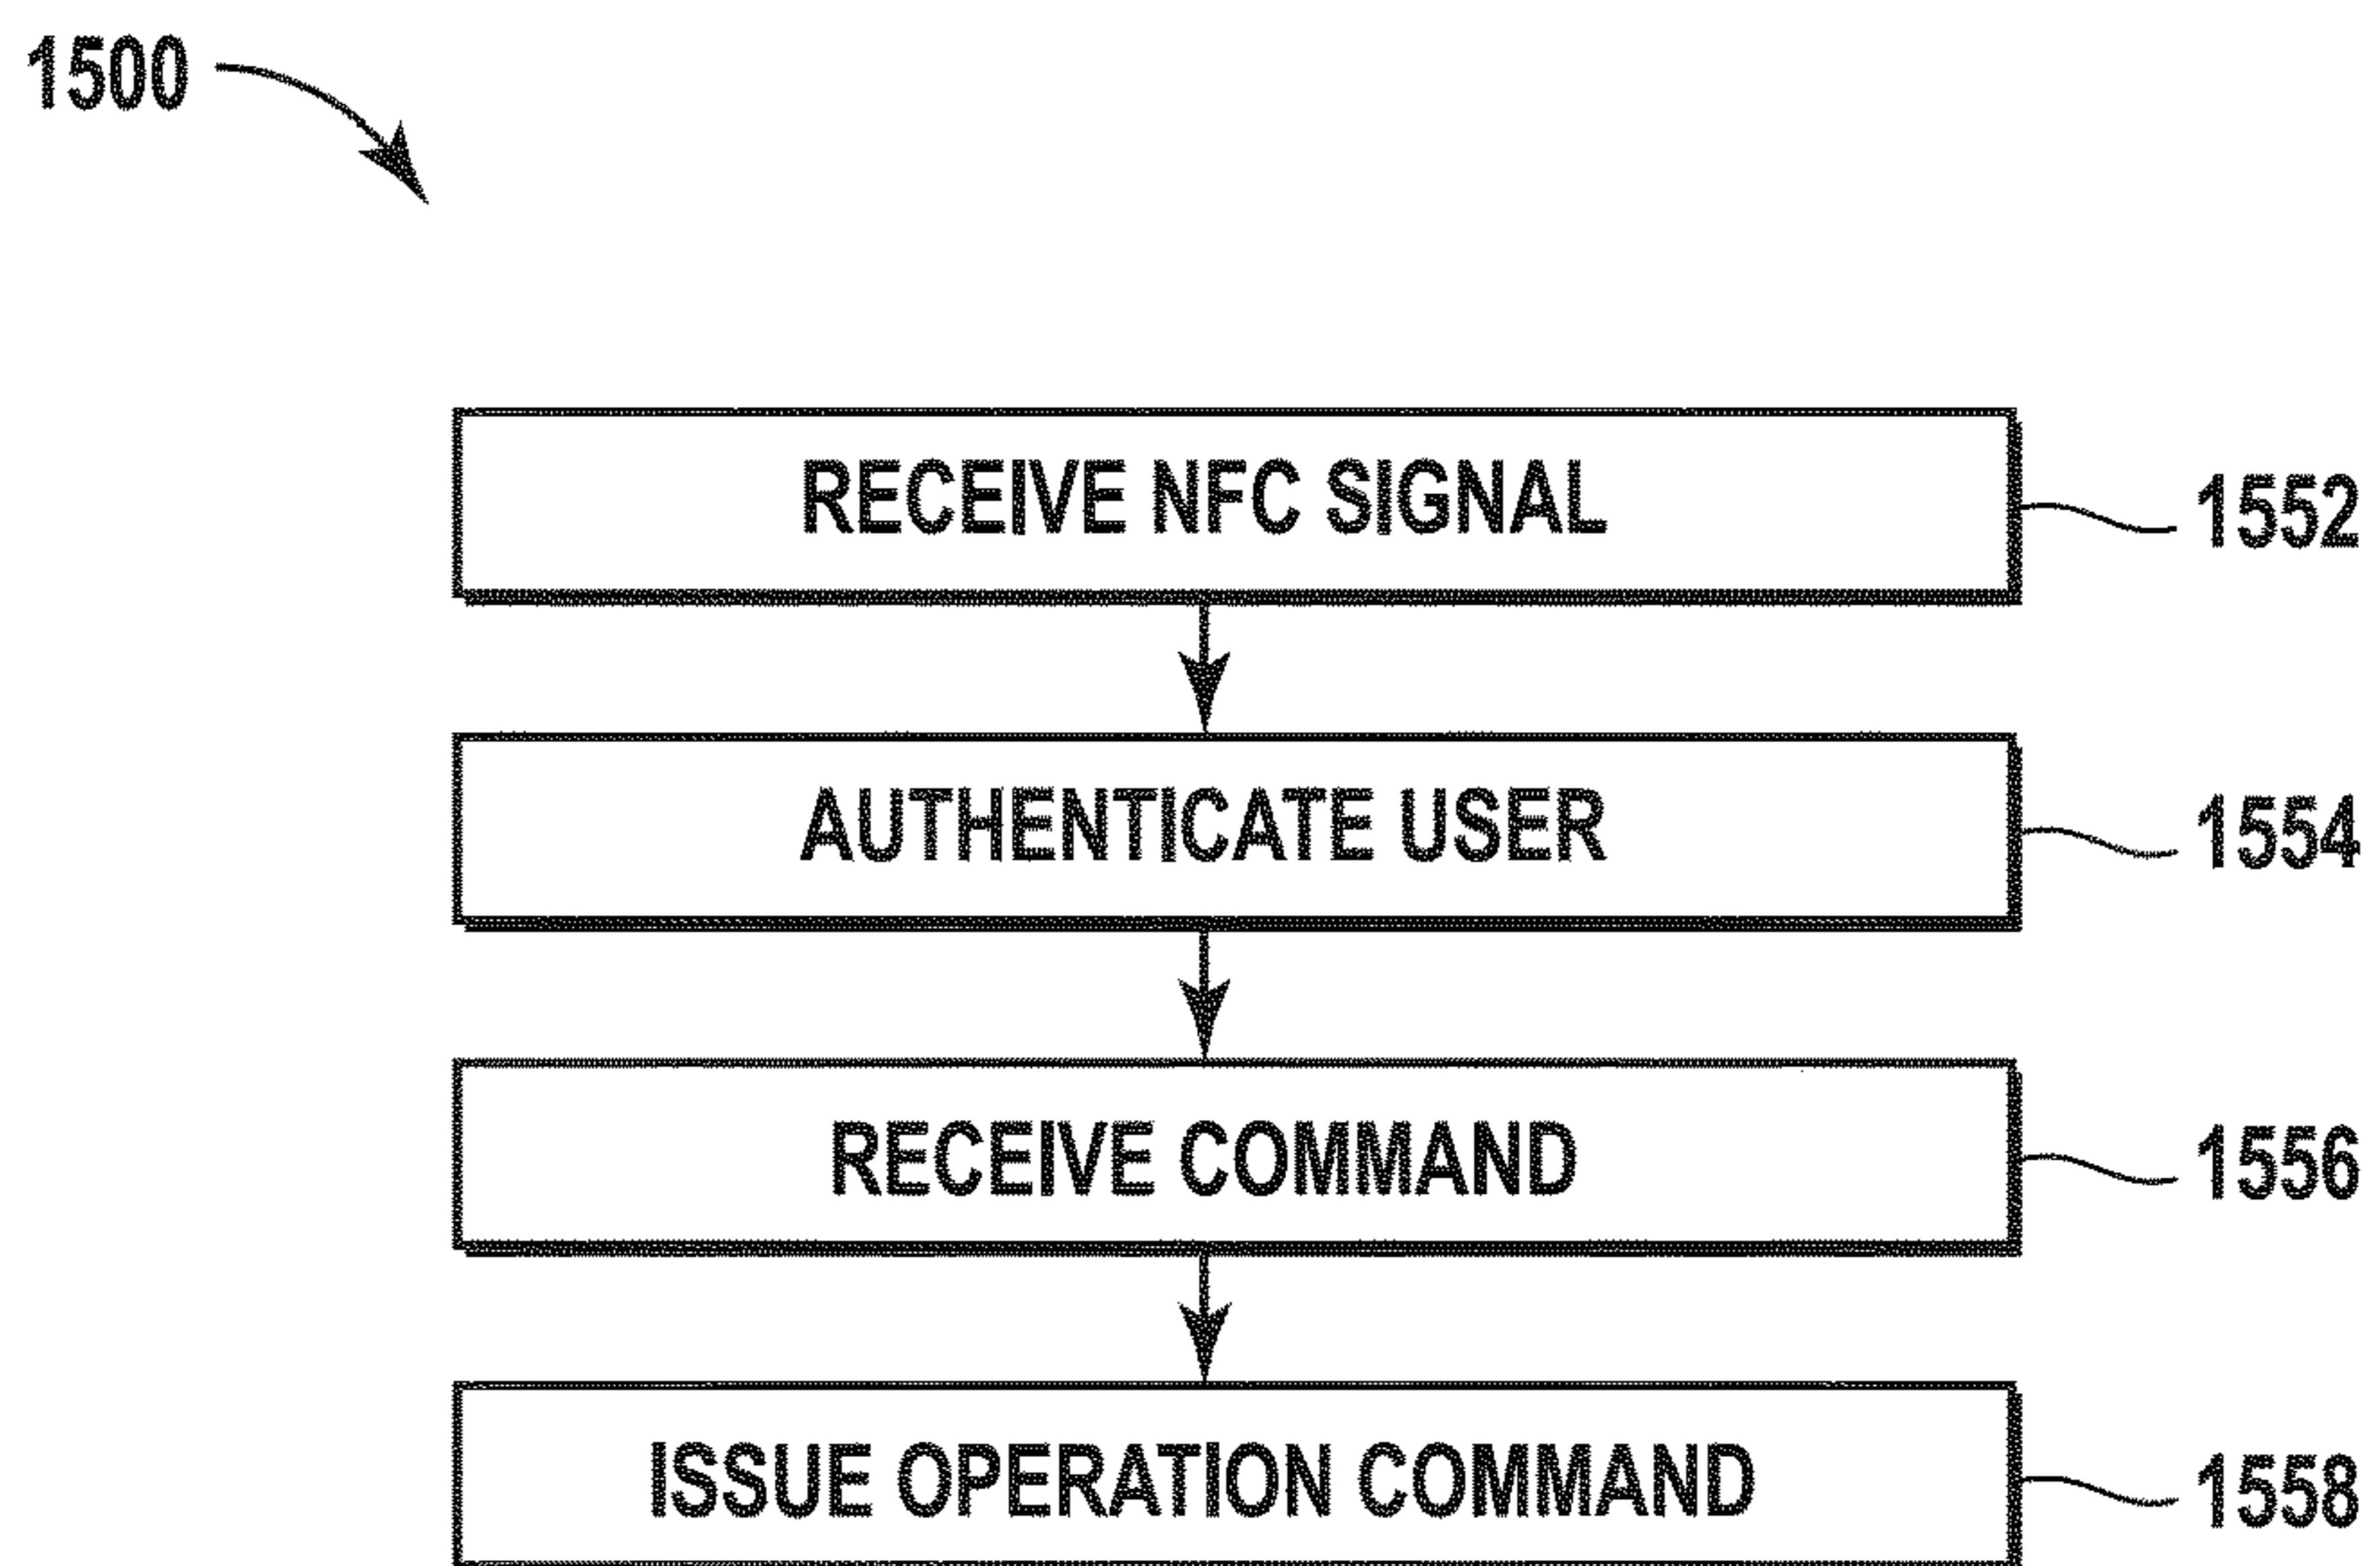 1500
RECEIVE NFC SIGNAL
1552
AUTHENTICATE USER
1554
RECEIVE COMMAND
1556
ISSUE OPERATION COMMAND
1558